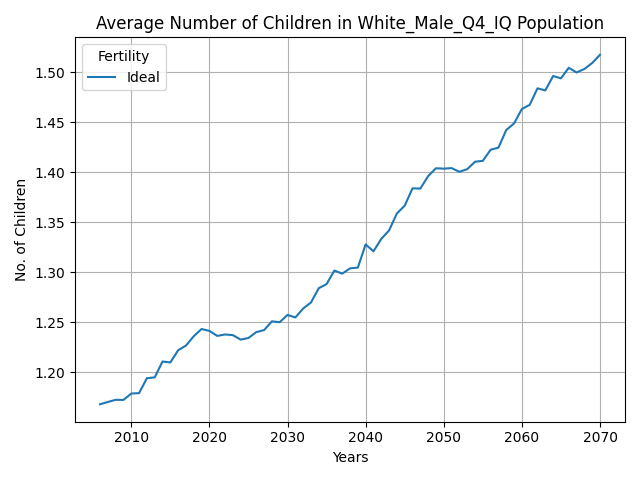 Average Number of Children in White_Male_Q4_IQ Population
Fertility
Ideal
No. of Children
1.50
1.45
1.40
1.35
1.30
1.25
1.20
2010 2020 2030 2040 2050 2060 2070
Years